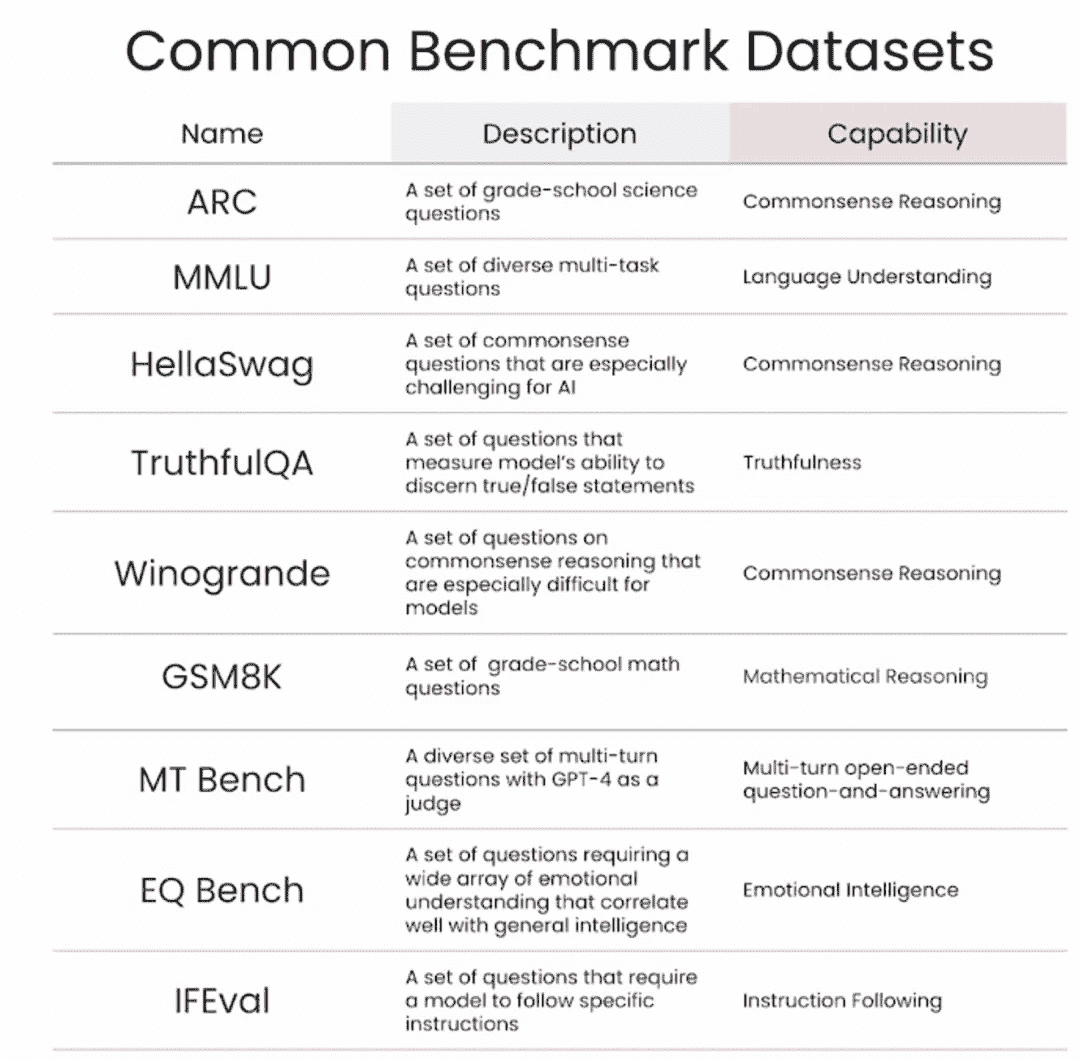 Common Benchmark Datasets
Name Description Capability
ARC
A set of grade-school science
questions
Commonsense Reasoning
MMLU
A set of diverse multi-task
questions
Language Understanding
HellaSwag
A set of commonsense
questions that are especially
challenging for AI
Commonsense Reasoning
TruthfulQA
A set of questions that
measure model's ability to
discern true/false statements
Truthfulness
Winogrande
A set of questions on
commonsense reasoning that
are especially difficult for
models
Commonsense Reasoning
GSM8K
A set of  grade-school math
questions
Mathematical Reasoning
MT Bench
A diverse set of multi-turn
questions with GPT-4 as a
judge
Multi-turn open-ended
question-and-answering
EQ Bench
A set of questions requiring a
wide array of emotional
understanding that correlate
well with general intelligence
Emotional Intelligence
IFEval
A set of questions that require
a model to follow specific
instructions
Instruction Following